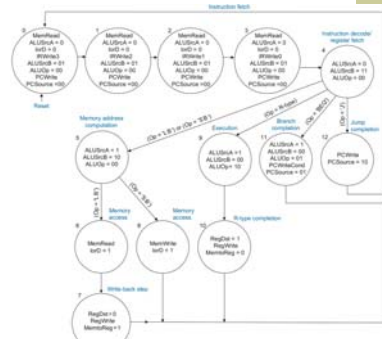 Instruction fetch
0
MemRead
ALUSrcA = 0
IorD = 0
IRWrite3
ALUSrcB = 01
ALUOp = 00
PCWrite
PCSource = 00
1
MemRead
ALUSrcA = 0
IorD = 0
IRWrite2
ALUSrcB = 01
ALUOp = 00
PCWrite
PCSource = 00
2
MemRead
ALUSrcA = 0
IorD = 0
IRWrite1
ALUSrcB = 01
ALUOp = 00
PCWrite
PCSource = 00
3
MemRead
ALUSrcA = 0
IorD = 0
IRWrite0
ALUSrcB = 01
ALUOp = 00
PCWrite
PCSource = 00
Instruction decode/
register fetch
4
ALUSrcA = 0
ALUSrcB = 11
ALUOp = 00
Reset
(Op = 'LB') or (Op = 'SB')
(Op = R-type)
(Op = 'BEQ')
(Op = 'J')
Memory address
computation
5
ALUSrcA = 1
ALUSrcB = 10
ALUOp = 00
Execution
9
ALUSrcA =1
ALUSrcB = 00
ALUOp = 10
Branch
completion
11
ALUSrcA = 1
ALUSrcB = 00
ALUOp = 01
PCWriteCond
PCSource = 01
Jump
completion
12
PCWrite
PCSource = 10
(Op = 'LB')
(Op = 'SB')
Memory
access
6
MemRead
IorD = 1
Memory
access
8
MemWrite
IorD = 1
R-type completion
10
RegDst = 1
RegWrite
MemtoReg = 0
Write-back step
7
RegDst = 0
RegWrite
MemtoReg = 1